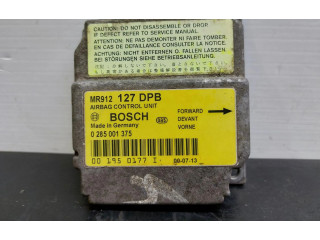 CAUTION: DO NOT DISASSEMBLE OR DROP.
IF DEFECT REFER TO SERVICE MANUAL.
ATTENTION: NE PAS DEMONTER NI FAIRE TOMBER.
EN CAS DE DEFAILLANCE CONSULTER LA NOTICE.
NICHT ÖFFNEN ODER FALLEN LASSEN.
BEI STÖRUNGEN SIEHE BETRIEBSANLEITUNG.
MR912 127 DPB
AIRBAG CONTROL UNIT
BOSCH
Made in Germany
0 285 001 375
FORWARD
DEVANT
VORNE
00 195 0177 I
00-07-13